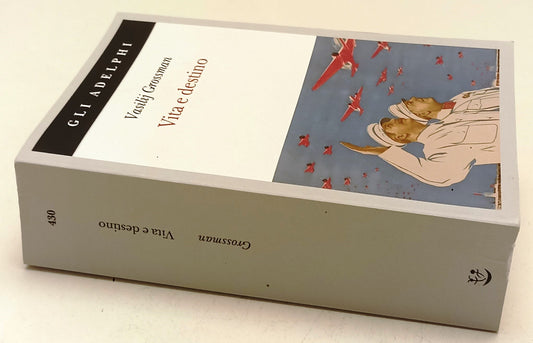 GLI ADELPHI
Vasilij Grossman
Vita e destino
430
Vita e destino
Grossman